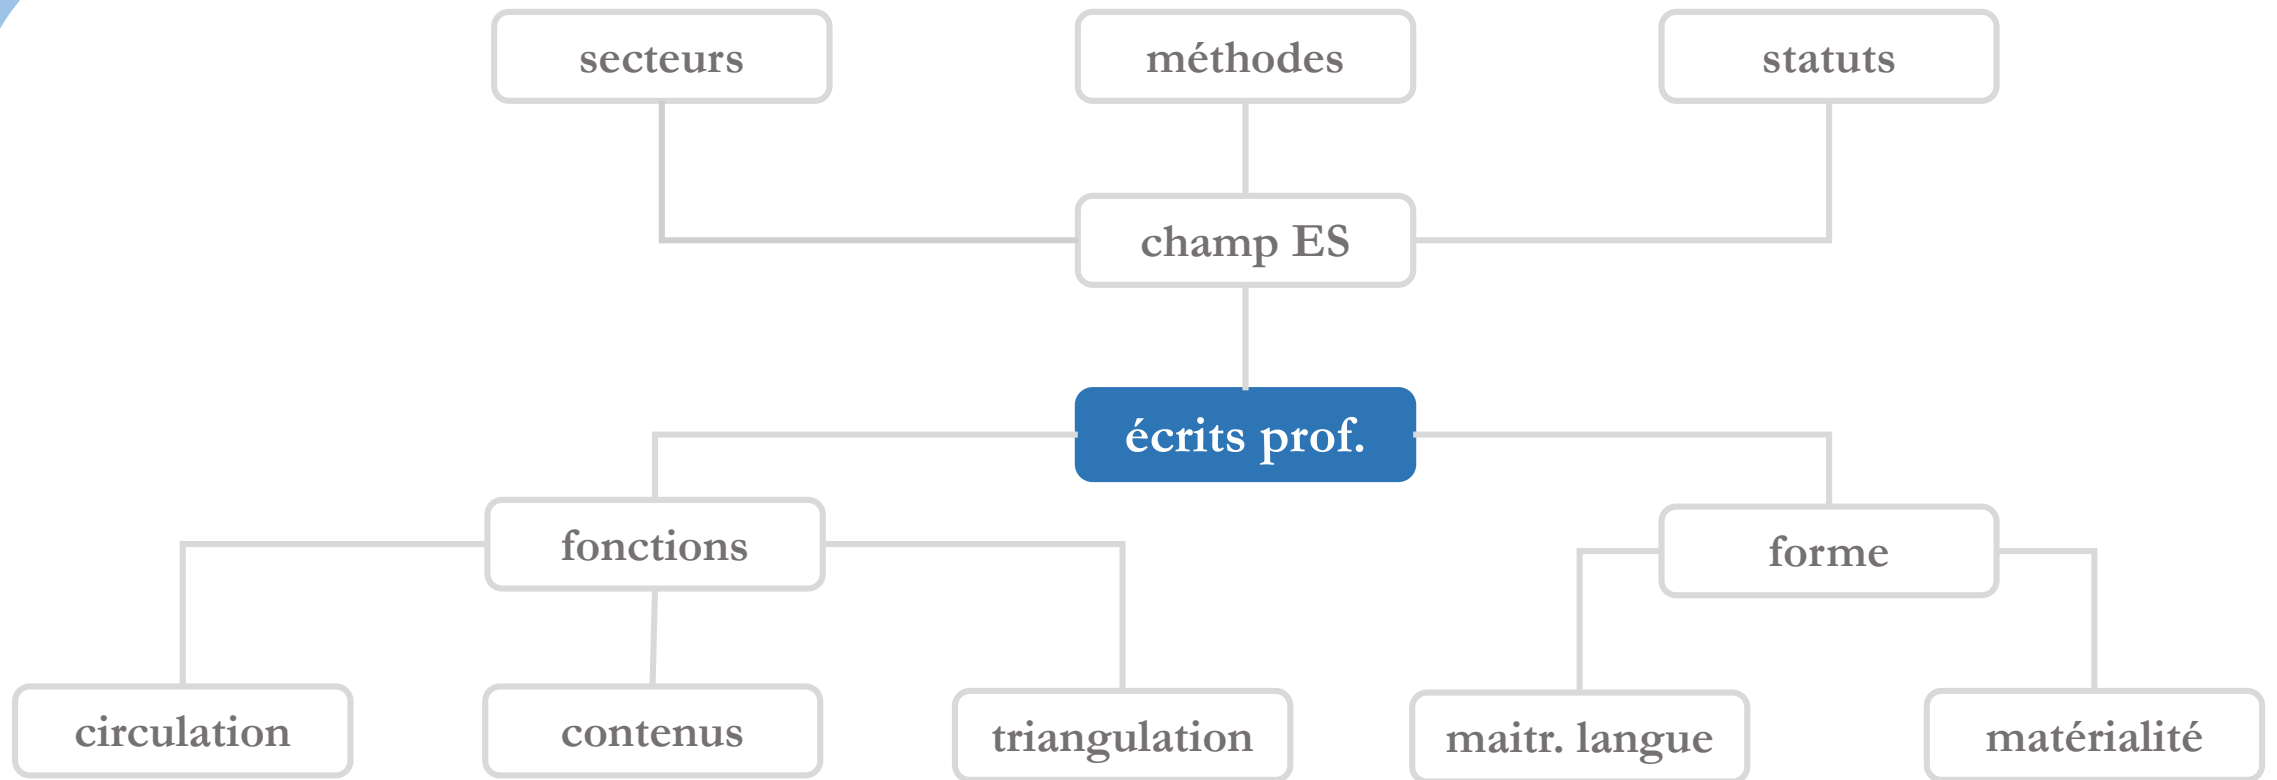 secteurs
méthodes
statuts
champ ES
écrits prof.
fonctions
forme
circulation
contenus
triangulation
maitr. langue
matérialité